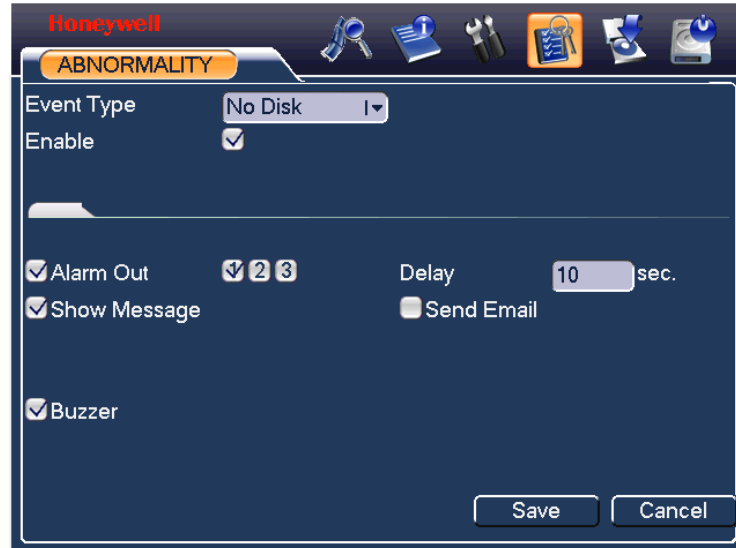 Honeywell
ABNORMALITY
Event Type No Disk
Enable
Alarm Out 1 2 3 Delay 10 sec.
Show Message Send Email
Buzzer
Save Cancel